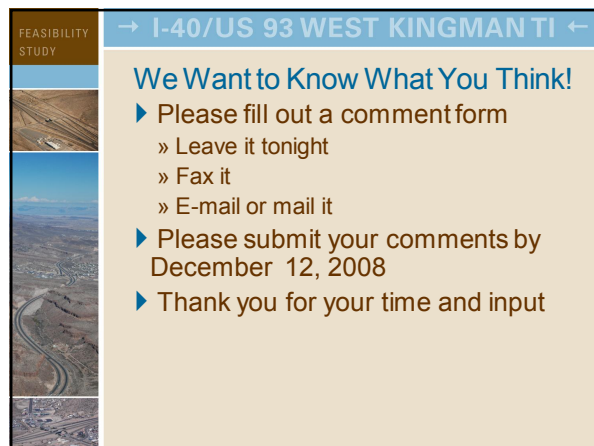 FEASIBILITY
STUDY
→ I-40/US 93 WEST KINGMAN TI ←
We Want to Know What You Think!
Please fill out a comment form
» Leave it tonight
» Fax it
» E-mail or mail it
Please submit your comments by
December 12, 2008
Thank you for your time and input